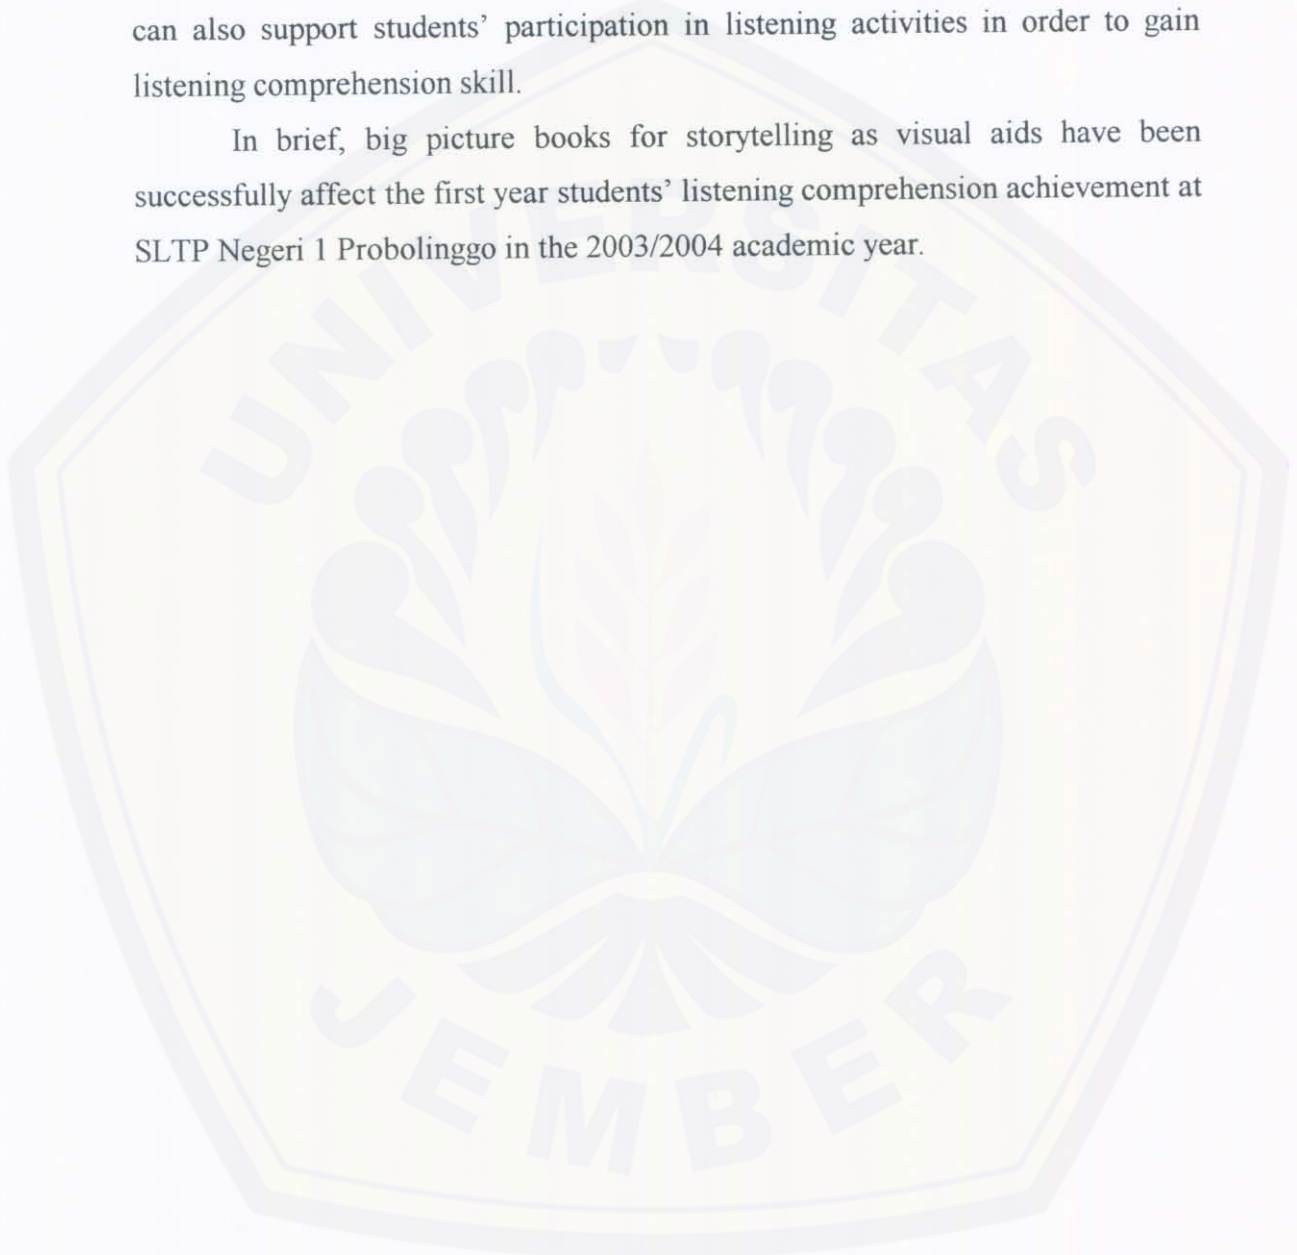 can also support students’ participation in listening activities in order to gain
listening comprehension skill.
In brief, big picture books for storytelling as visual aids have been
successfully affect the first year students’ listening comprehension achievement at
SLTP Negeri 1 Probolinggo in the 2003/2004 academic year.
UNIVERSITAS
JEMBER